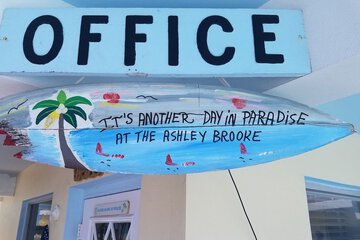 OFFICE
IT'S ANOTHER DAY IN PARADISE
AT THE ASHLEY BROOKE